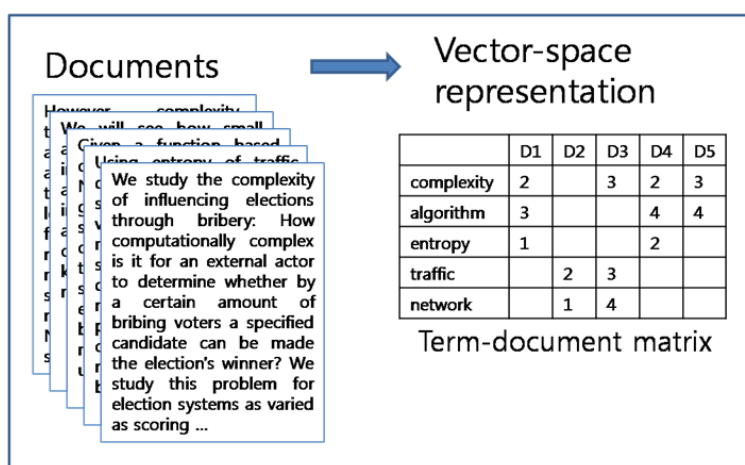 Documents
Vector-space
representation
However, complexity
We will see how small
Given a function based
Using entropy of traffic
We study the complexity
of influencing elections
through bribery: How
computationally complex
is it for an external actor
to determine whether by
a certain amount of
bribing voters a specified
candidate can be made
the election's winner? We
study this problem for
election systems as varied
as scoring ...
D1 D2 D3 D4 D5
complexity 2 3 2 3
algorithm 3 4 4
entropy 1 2
traffic 2 3
network 1 4
Term-document matrix